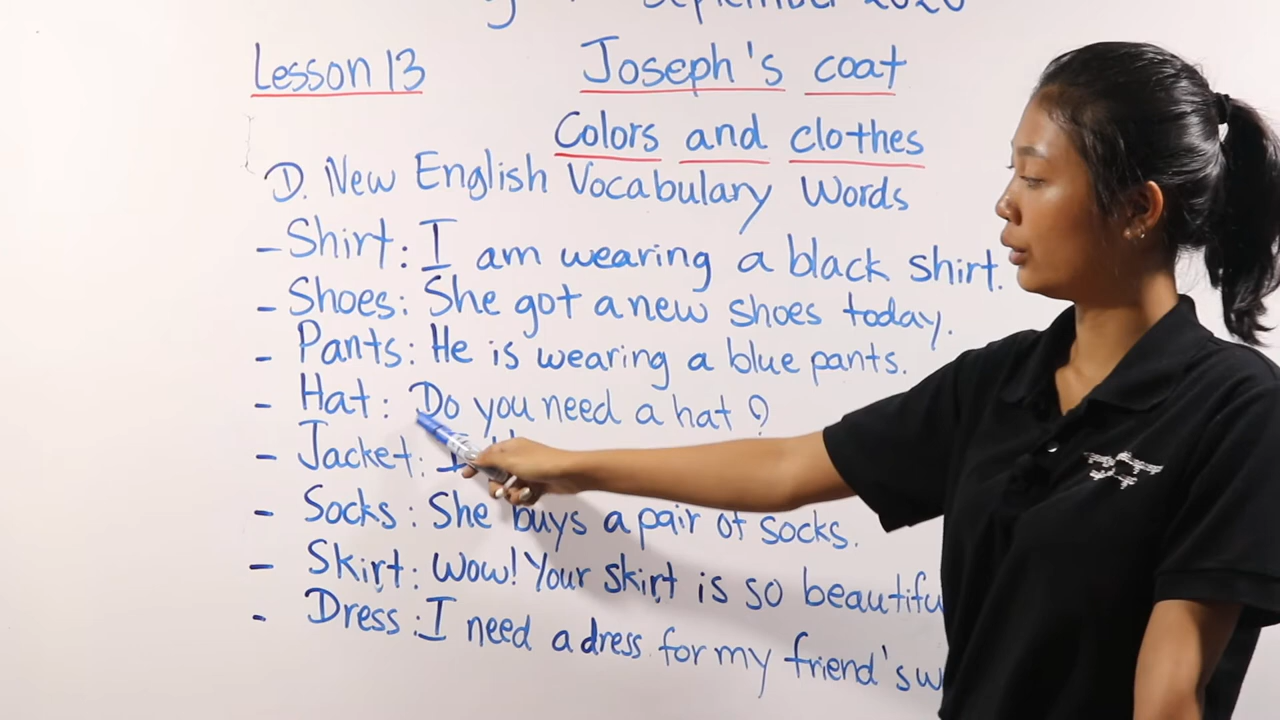 September 2020
Lesson 13
Joseph's coat
Colors and clothes
D. New English Vocabulary Words
- Shirt: I am wearing a black shirt.
- Shoes: She got a new shoes today.
- Pants: He is wearing a blue pants.
- Hat: Do you need a hat?
- Jacket: I
- Socks: She buys a pair of socks.
- Skirt: Wow! Your skirt is so
- Dress: I need a dress for my friend's